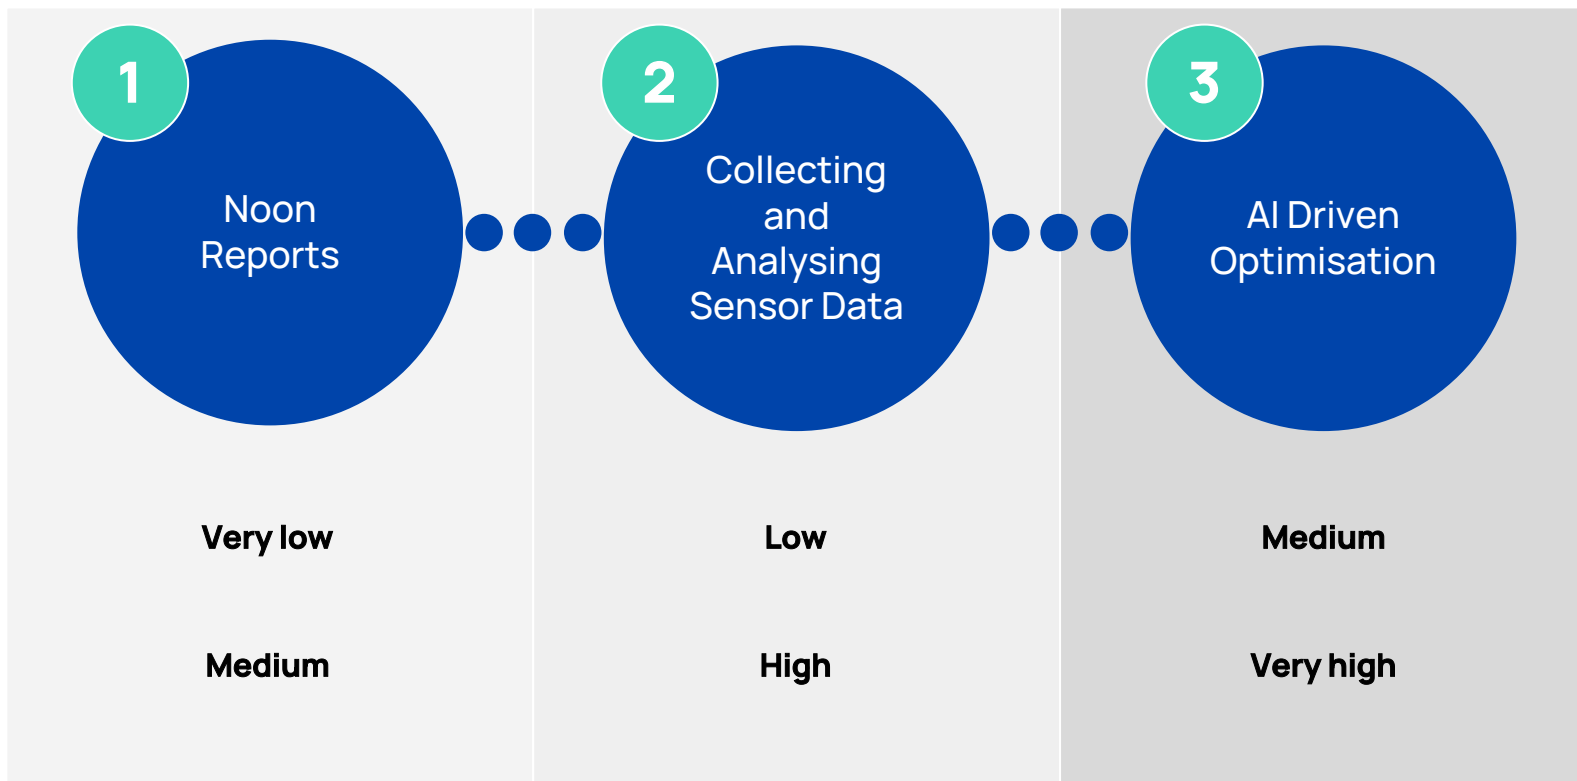 1
Noon
Reports
2
Collecting
and
Analysing
Sensor Data
3
AI Driven
Optimisation
Very low
Low
Medium
Medium
High
Very high